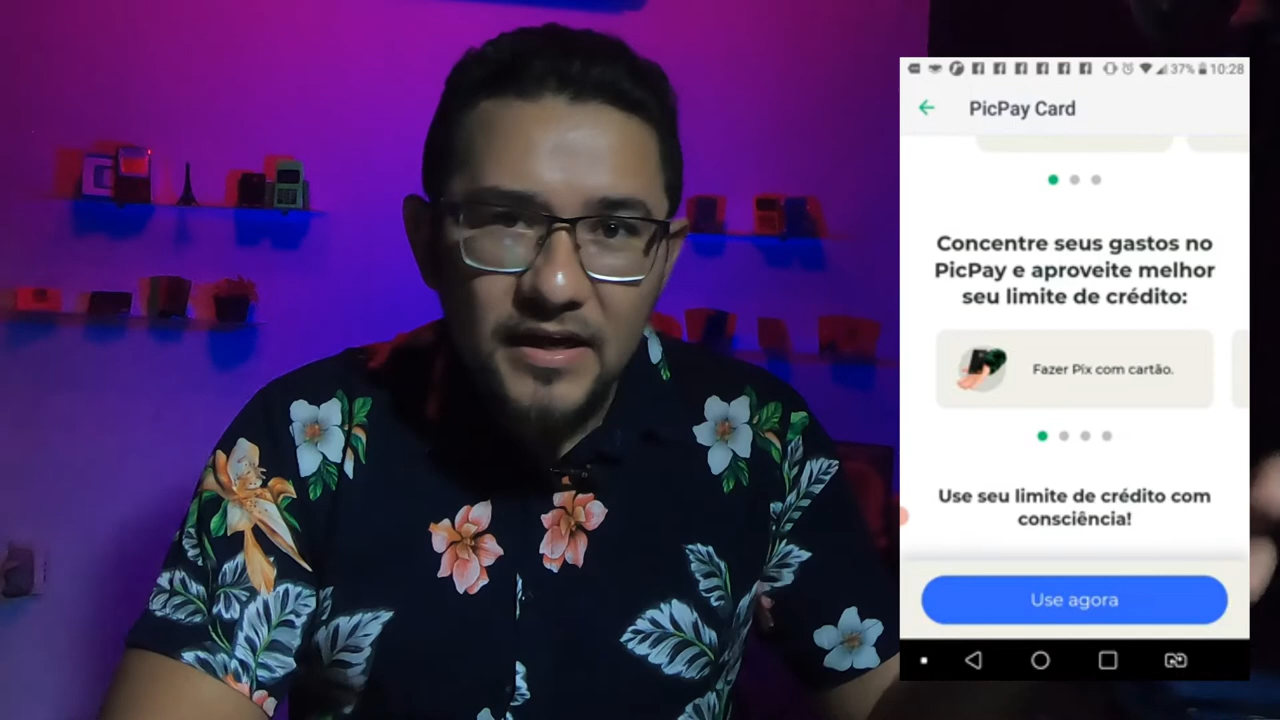 37% 10:28
PicPay Card
Concentre seus gastos no
PicPay e aproveite melhor
seu limite de crédito:
Fazer Pix com cartão.
Use seu limite de crédito com
consciência!
Use agora